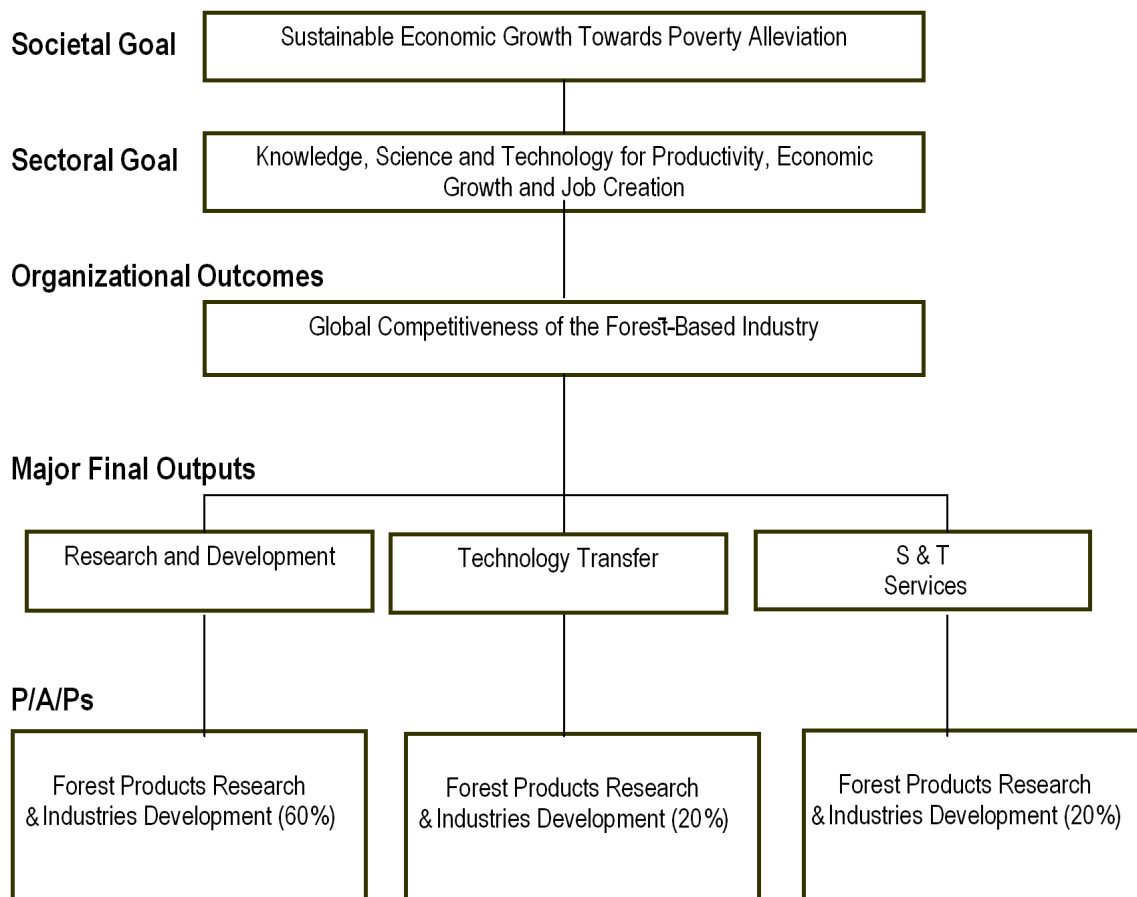 Societal Goal
Sustainable Economic Growth Towards Poverty Alleviation
Sectoral Goal
Knowledge, Science and Technology for Productivity, Economic
Growth and Job Creation
Organizational Outcomes
Global Competitiveness of the Forest-Based Industry
Major Final Outputs
Research and Development
Technology Transfer
S & T
Services
P/A/Ps
Forest Products Research
& Industries Development (60%)
Forest Products Research
& Industries Development (20%)
Forest Products Research
& Industries Development (20%)